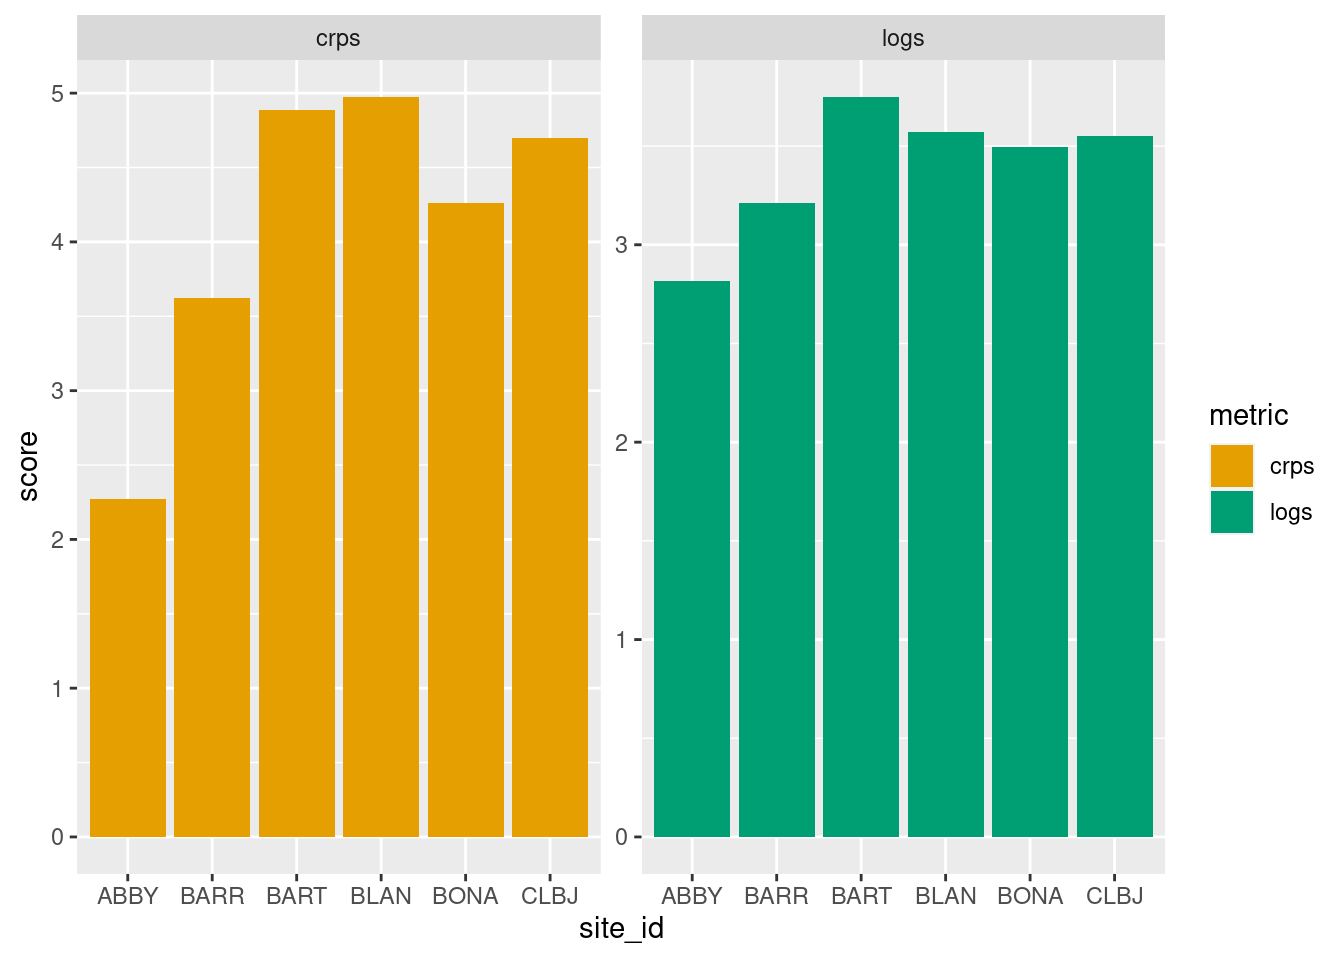 crps
logs
score
5
4
3
2
1
0
3
2
1
0
ABBY BARR BART BLAN BONA CLBJ
ABBY BARR BART BLAN BONA CLBJ
site_id
metric
crps
logs